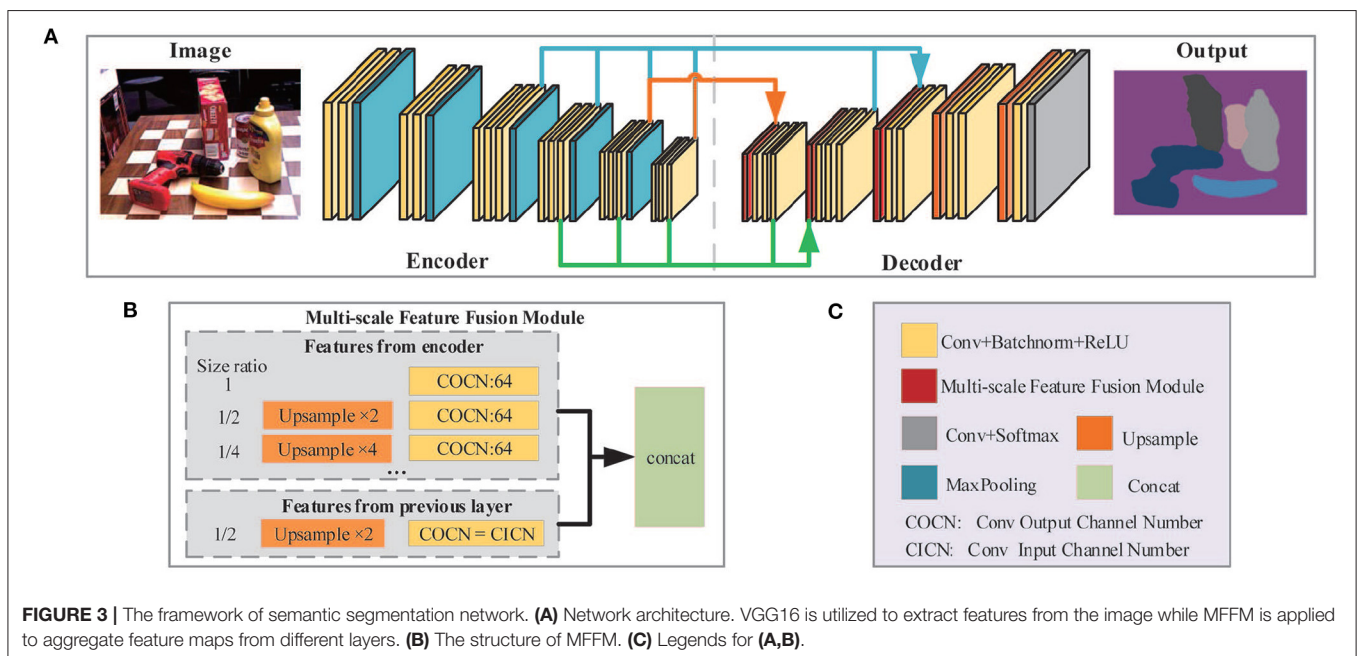 A
Image
Output
Encoder
Decoder
B
Multi-scale Feature Fusion Module
Features from encoder
Size ratio
1
COCN:64
1/2
Upsample ×2
COCN:64
1/4
Upsample ×4
COCN:64
...
Features from previous layer
1/2
Upsample ×2
COCN = CICN
concat
C
Conv+Batchnorm+ReLU
Multi-scale Feature Fusion Module
Conv+Softmax
Upsample
MaxPooling
Concat
COCN: Conv Output Channel Number
CICN: Conv Input Channel Number
FIGURE 3 | The framework of semantic segmentation network. (A) Network architecture. VGG16 is utilized to extract features from the image while MFFM is applied
to aggregate feature maps from different layers. (B) The structure of MFFM. (C) Legends for (A,B).